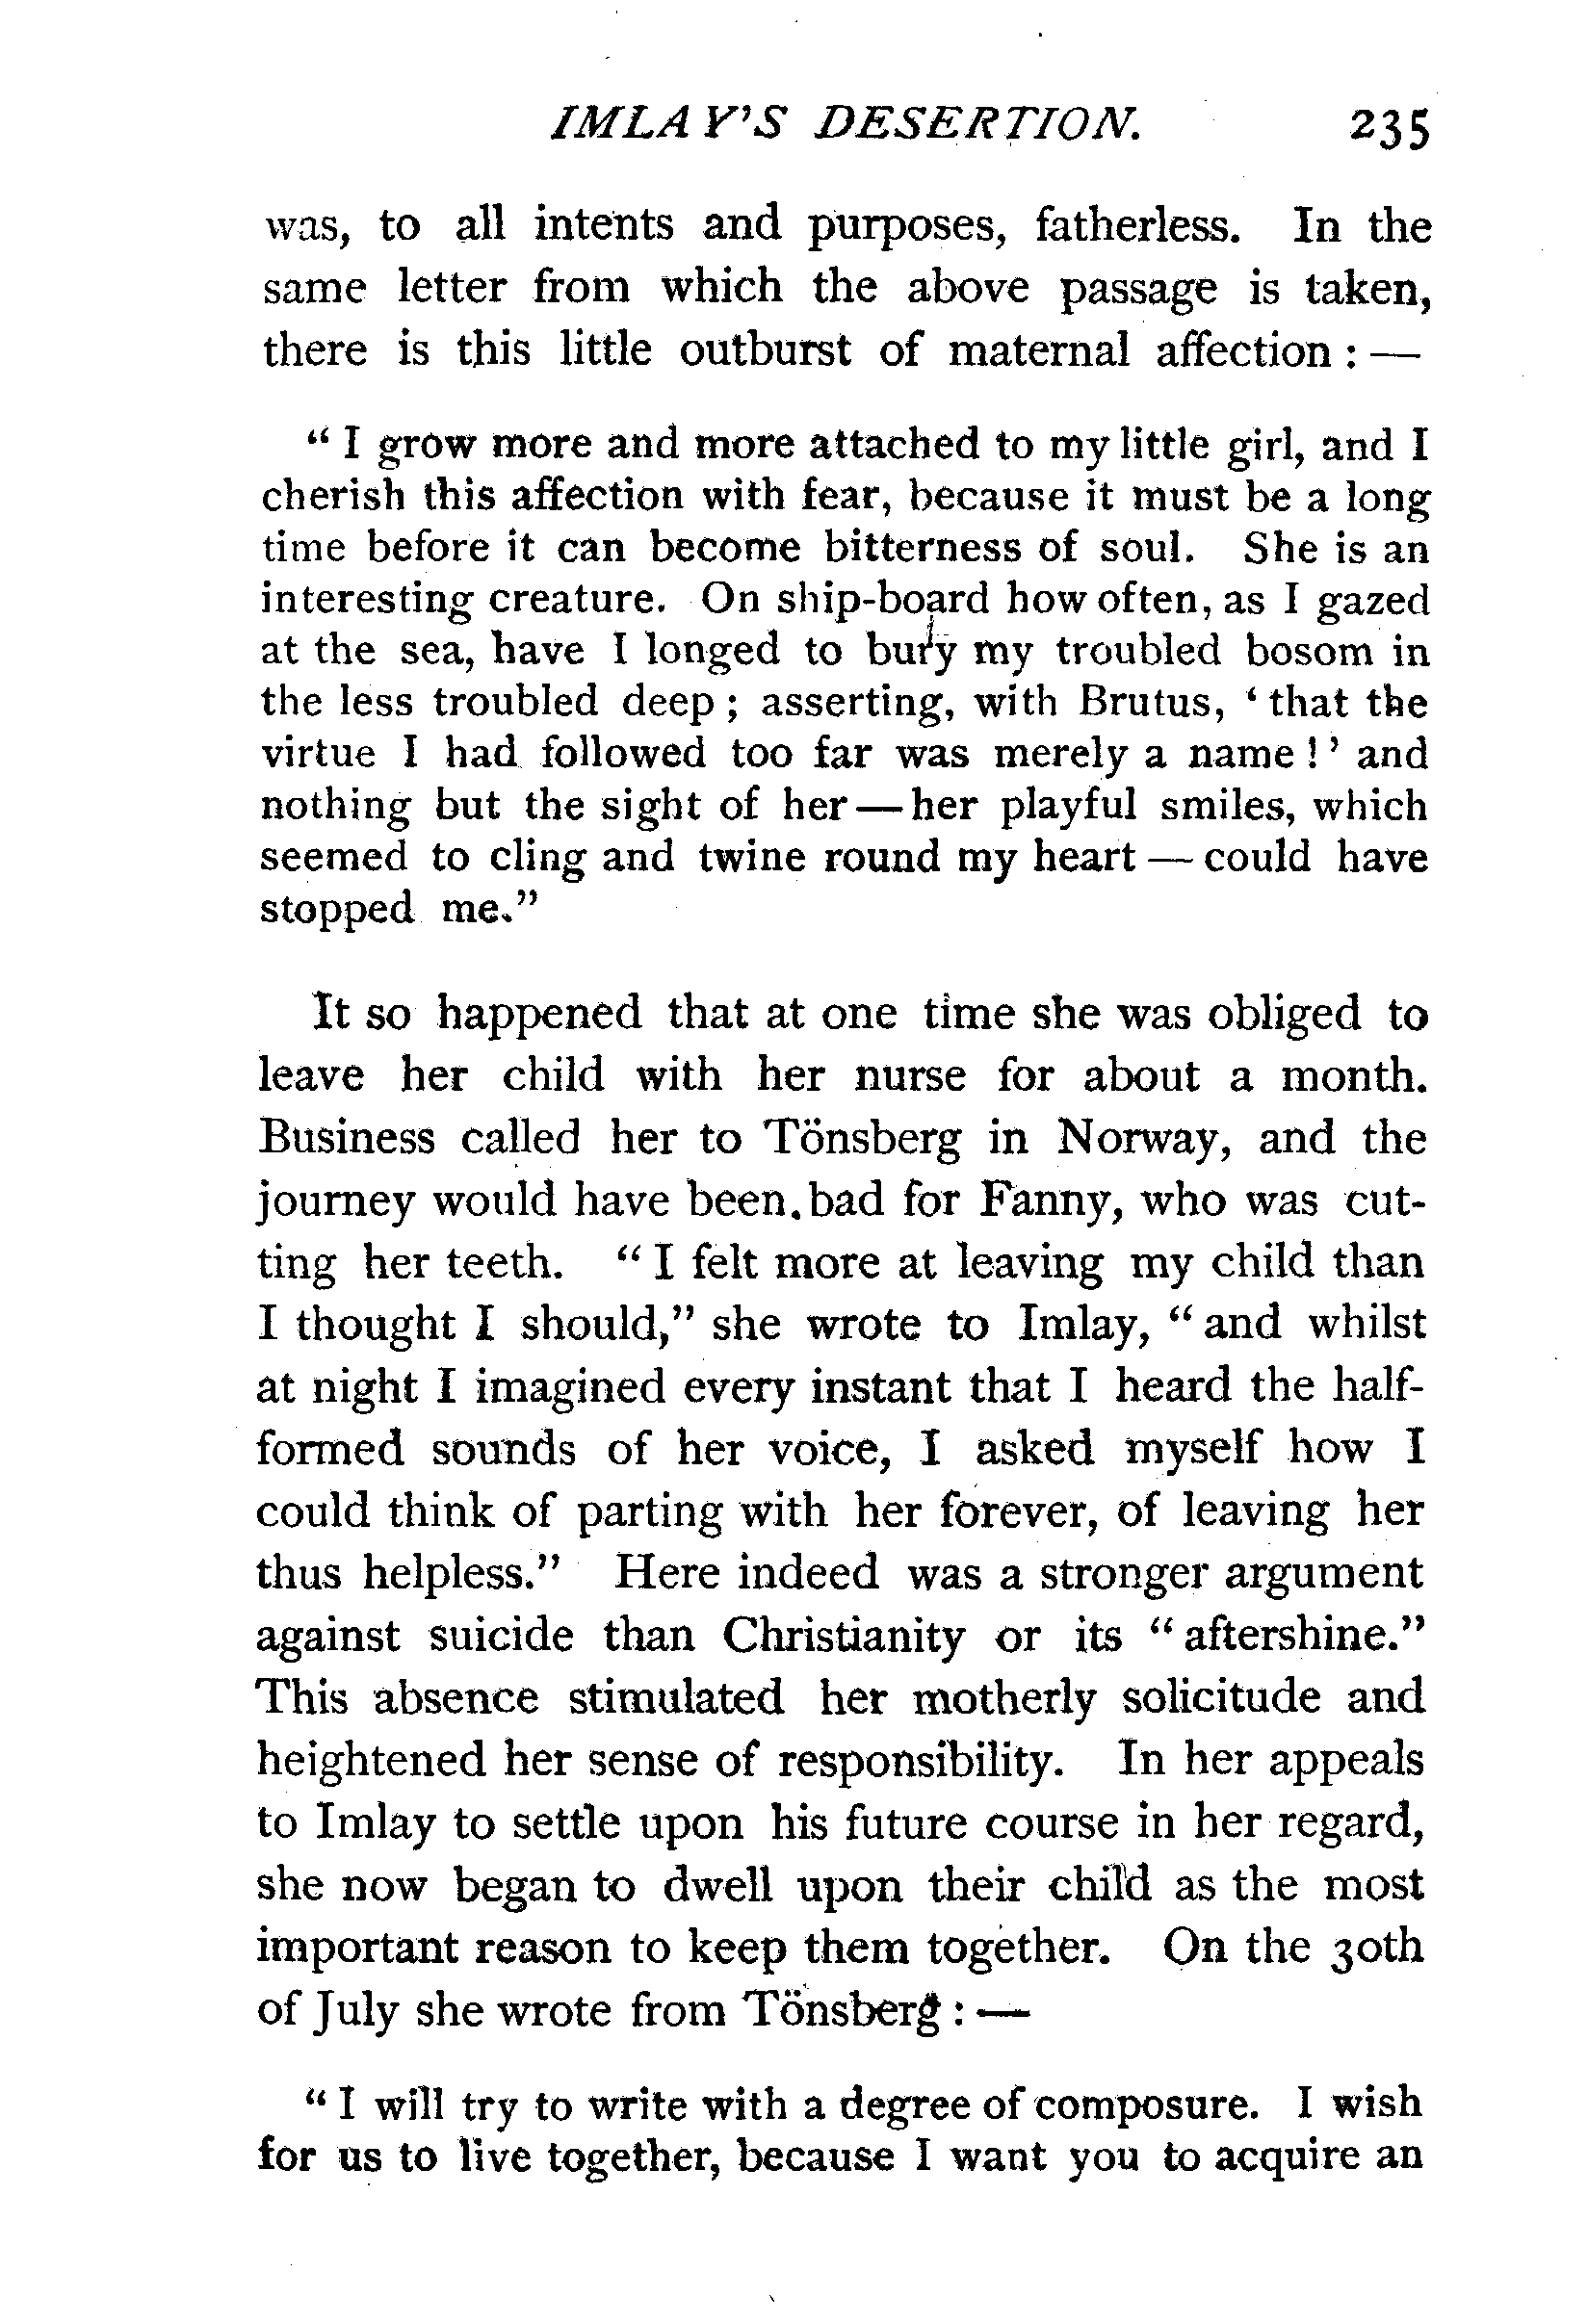 IMLAY'S DESERTION. 235
was, to all intents and purposes, fatherless. In the
same letter from which the above passage is taken,
there is this little outburst of maternal affection : —
“ I grow more and more attached to my little girl, and I
cherish this affection with fear, because it must be a long
time before it can become bitterness of soul. She is an
interesting creature. On ship-board how often, as I gazed
at the sea, have I longed to bury my troubled bosom in
the less troubled deep ; asserting, with Brutus, ‘ that the
virtue I had followed too far was merely a name ! ’ and
nothing but the sight of her — her playful smiles, which
seemed to cling and twine round my heart — could have
stopped me.”
It so happened that at one time she was obliged to
leave her child with her nurse for about a month.
Business called her to Tönsberg in Norway, and the
journey would have been bad for Fanny, who was cut-
ting her teeth. “ I felt more at leaving my child than
I thought I should,” she wrote to Imlay, “ and whilst
at night I imagined every instant that I heard the half-
formed sounds of her voice, I asked myself how I
could think of parting with her forever, of leaving her
thus helpless.” Here indeed was a stronger argument
against suicide than Christianity or its “ aftershine.”
This absence stimulated her motherly solicitude and
heightened her sense of responsibility. In her appeals
to Imlay to settle upon his future course in her regard,
she now began to dwell upon their child as the most
important reason to keep them together. On the 30th
of July she wrote from Tönsberg : —
“ I will try to write with a degree of composure. I wish
for us to live together, because I want you to acquire an